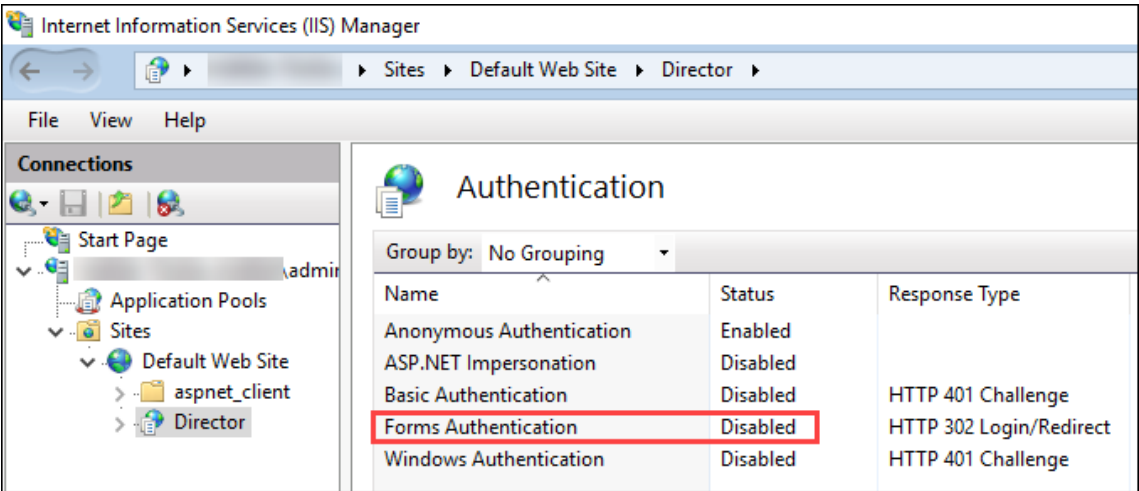 Internet Information Services (IIS) Manager
Sites Default Web Site Director
File View Help
Connections
Start Page
\admin
Application Pools
Sites
Default Web Site
aspnet_client
Director
Authentication
Group by: No Grouping
Name Status Response Type
Anonymous Authentication Enabled
ASP.NET Impersonation Disabled
Basic Authentication Disabled HTTP 401 Challenge
Forms Authentication Disabled HTTP 302 Login/Redirect
Windows Authentication Disabled HTTP 401 Challenge